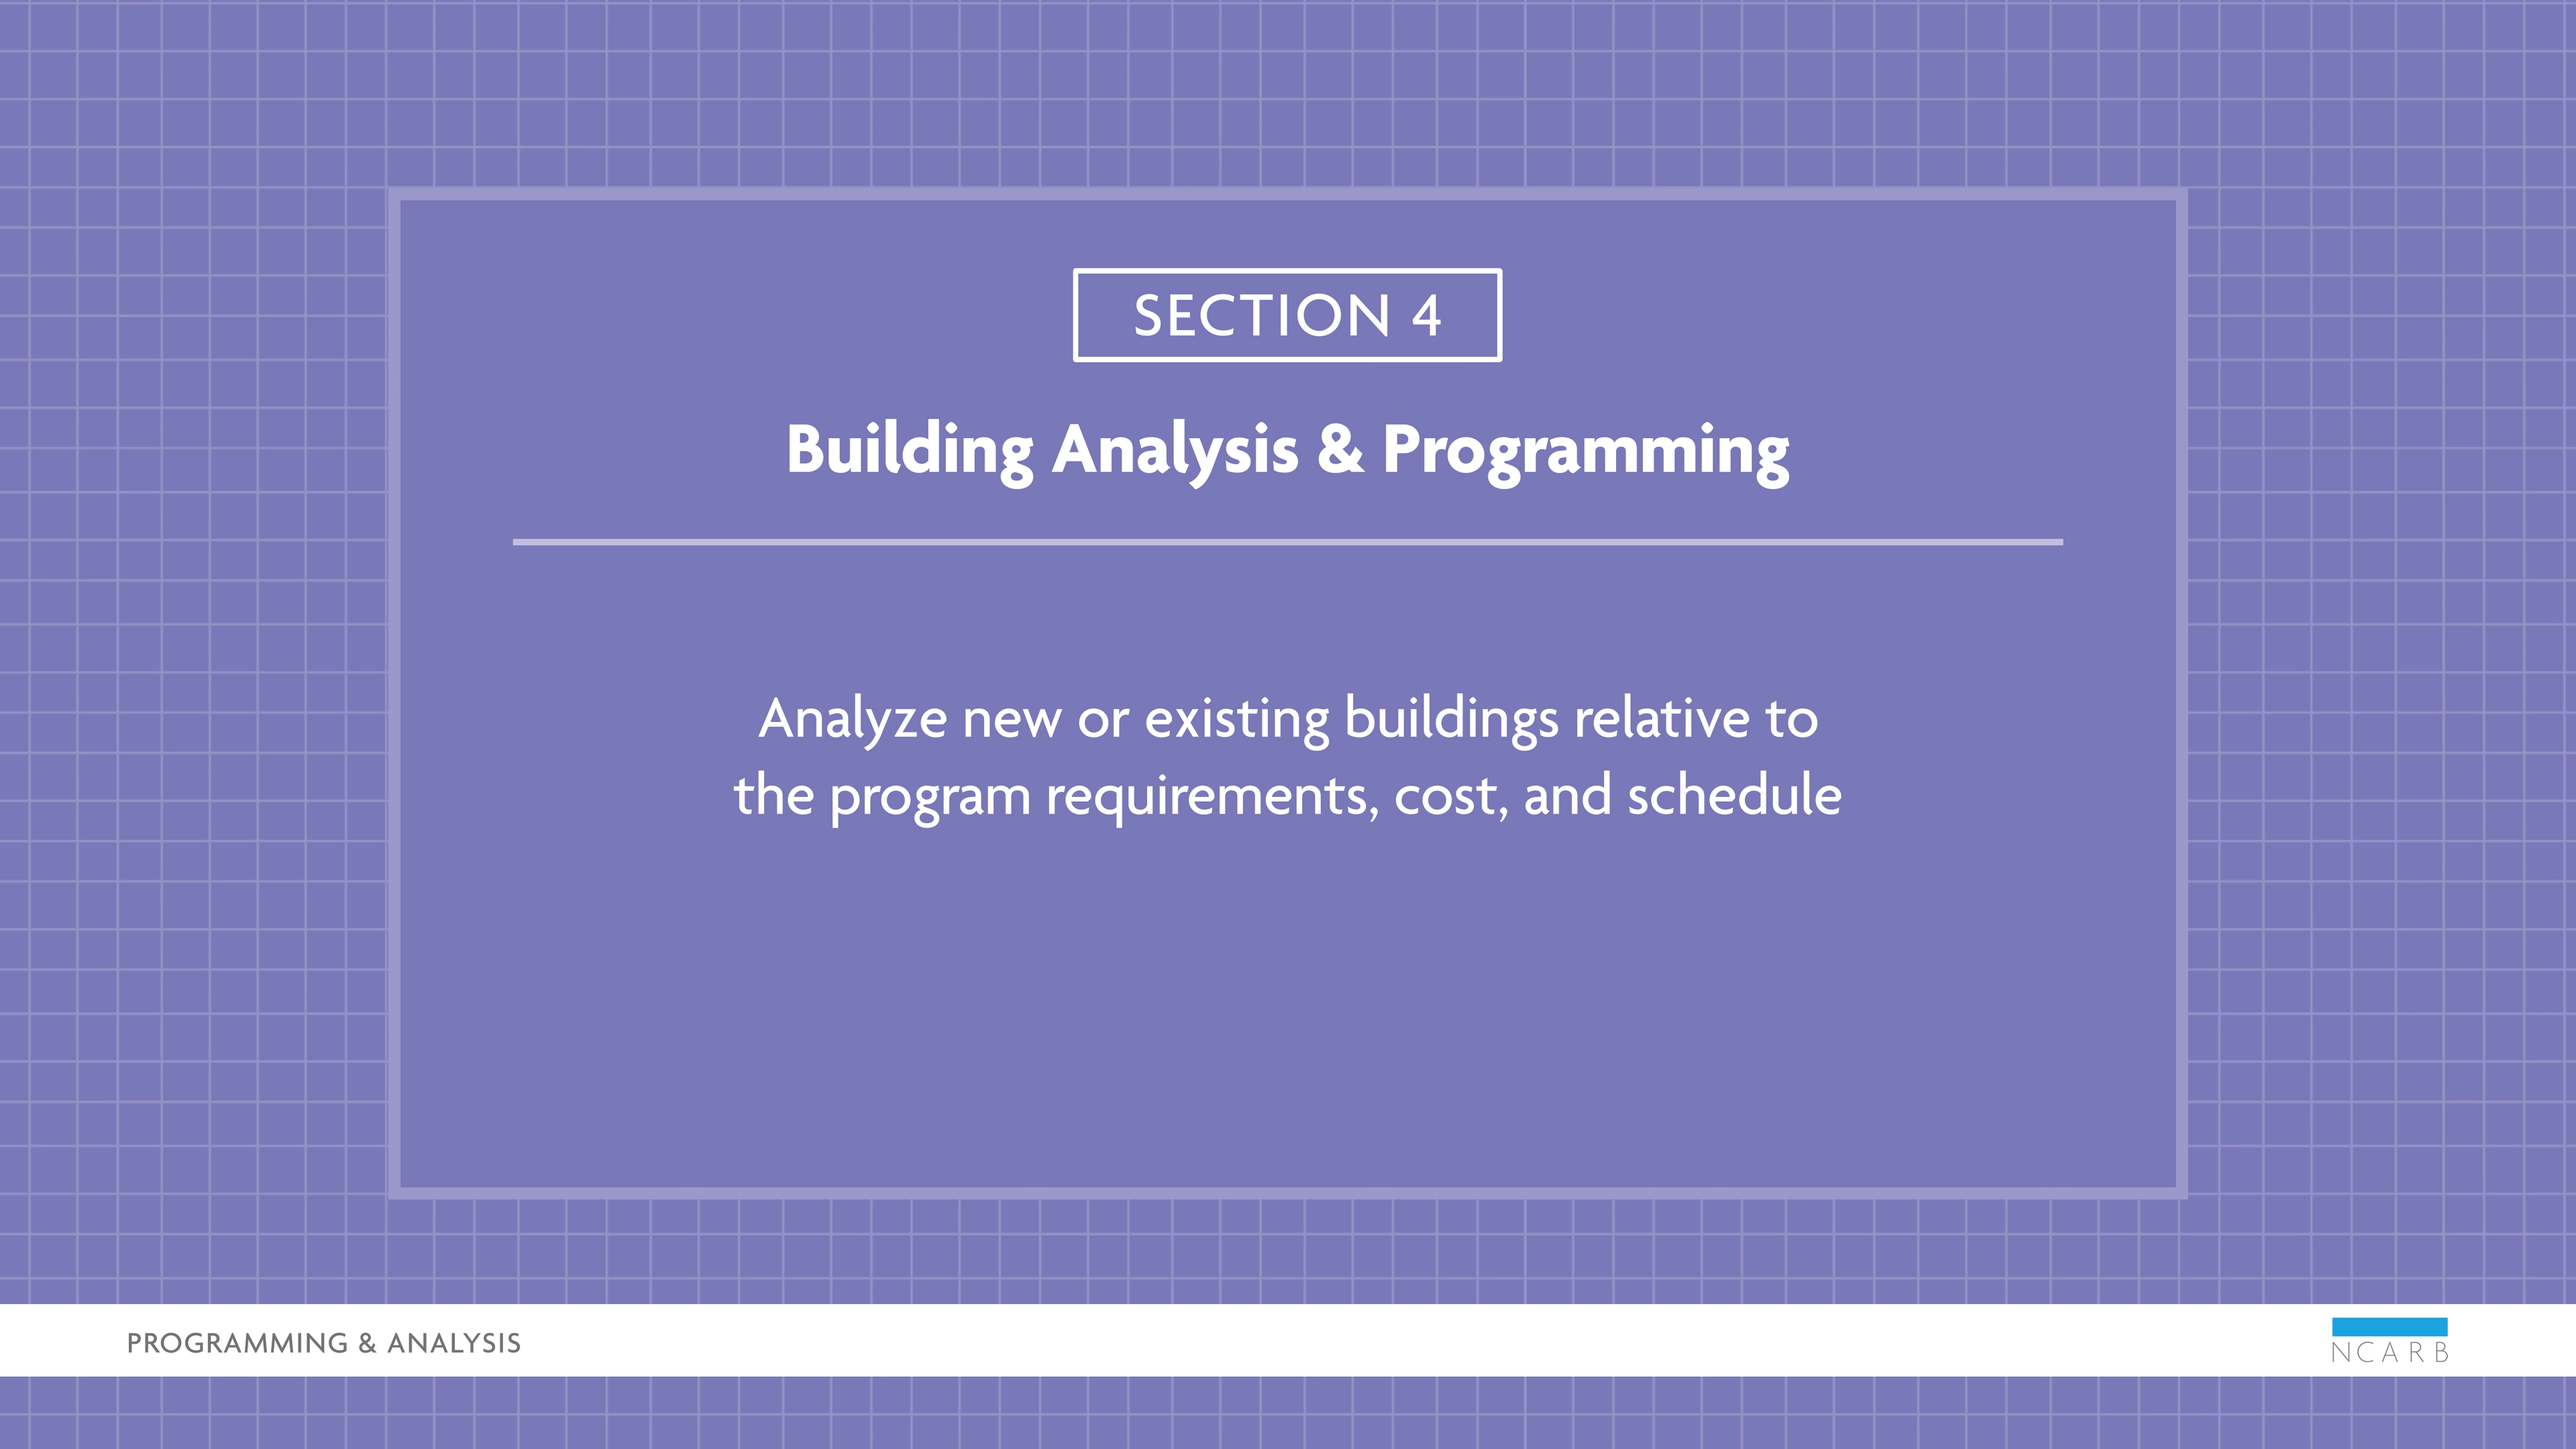 SECTION 4
Building Analysis & Programming
Analyze new or existing buildings relative to
the program requirements, cost, and schedule
PROGRAMMING & ANALYSIS
NCARB